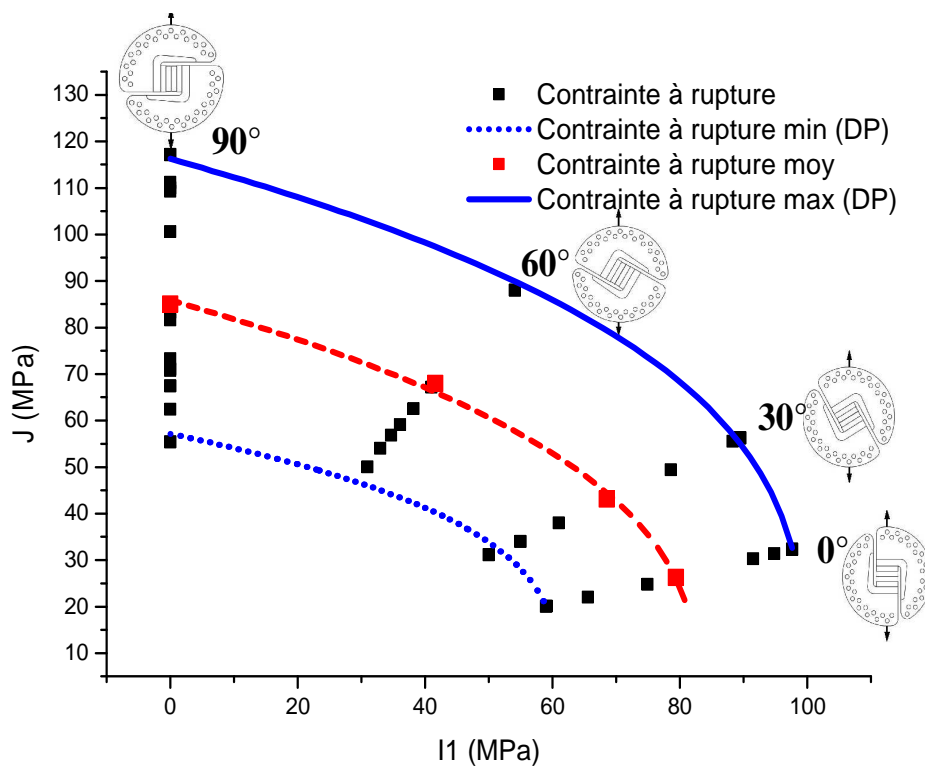 90°
Contrainte à rupture
Contrainte à rupture min (DP)
Contrainte à rupture moy
Contrainte à rupture max (DP)
60°
30°
0°
J (MPa)
130
120
110
100
90
80
70
60
50
40
30
20
10
0 20 40 60 80 100
I1 (MPa)